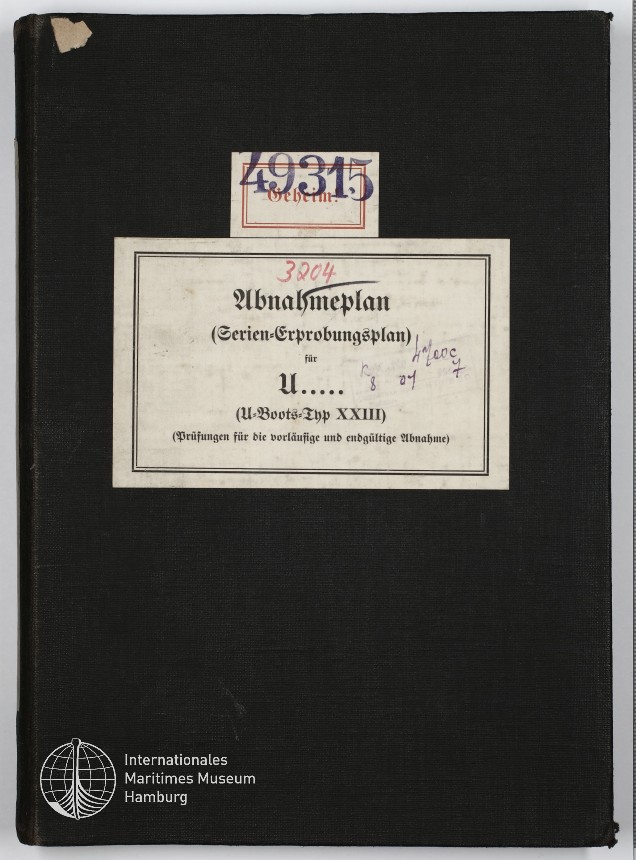 49315
Geheim!
3204
Abnahmeplan
(Serien-Erprobungsplan)
für
U.....
(U-Boots-Typ XXIII)
(Prüfungen für die vorläufige und endgültige Abnahme)
Internationales
Maritimes Museum
Hamburg